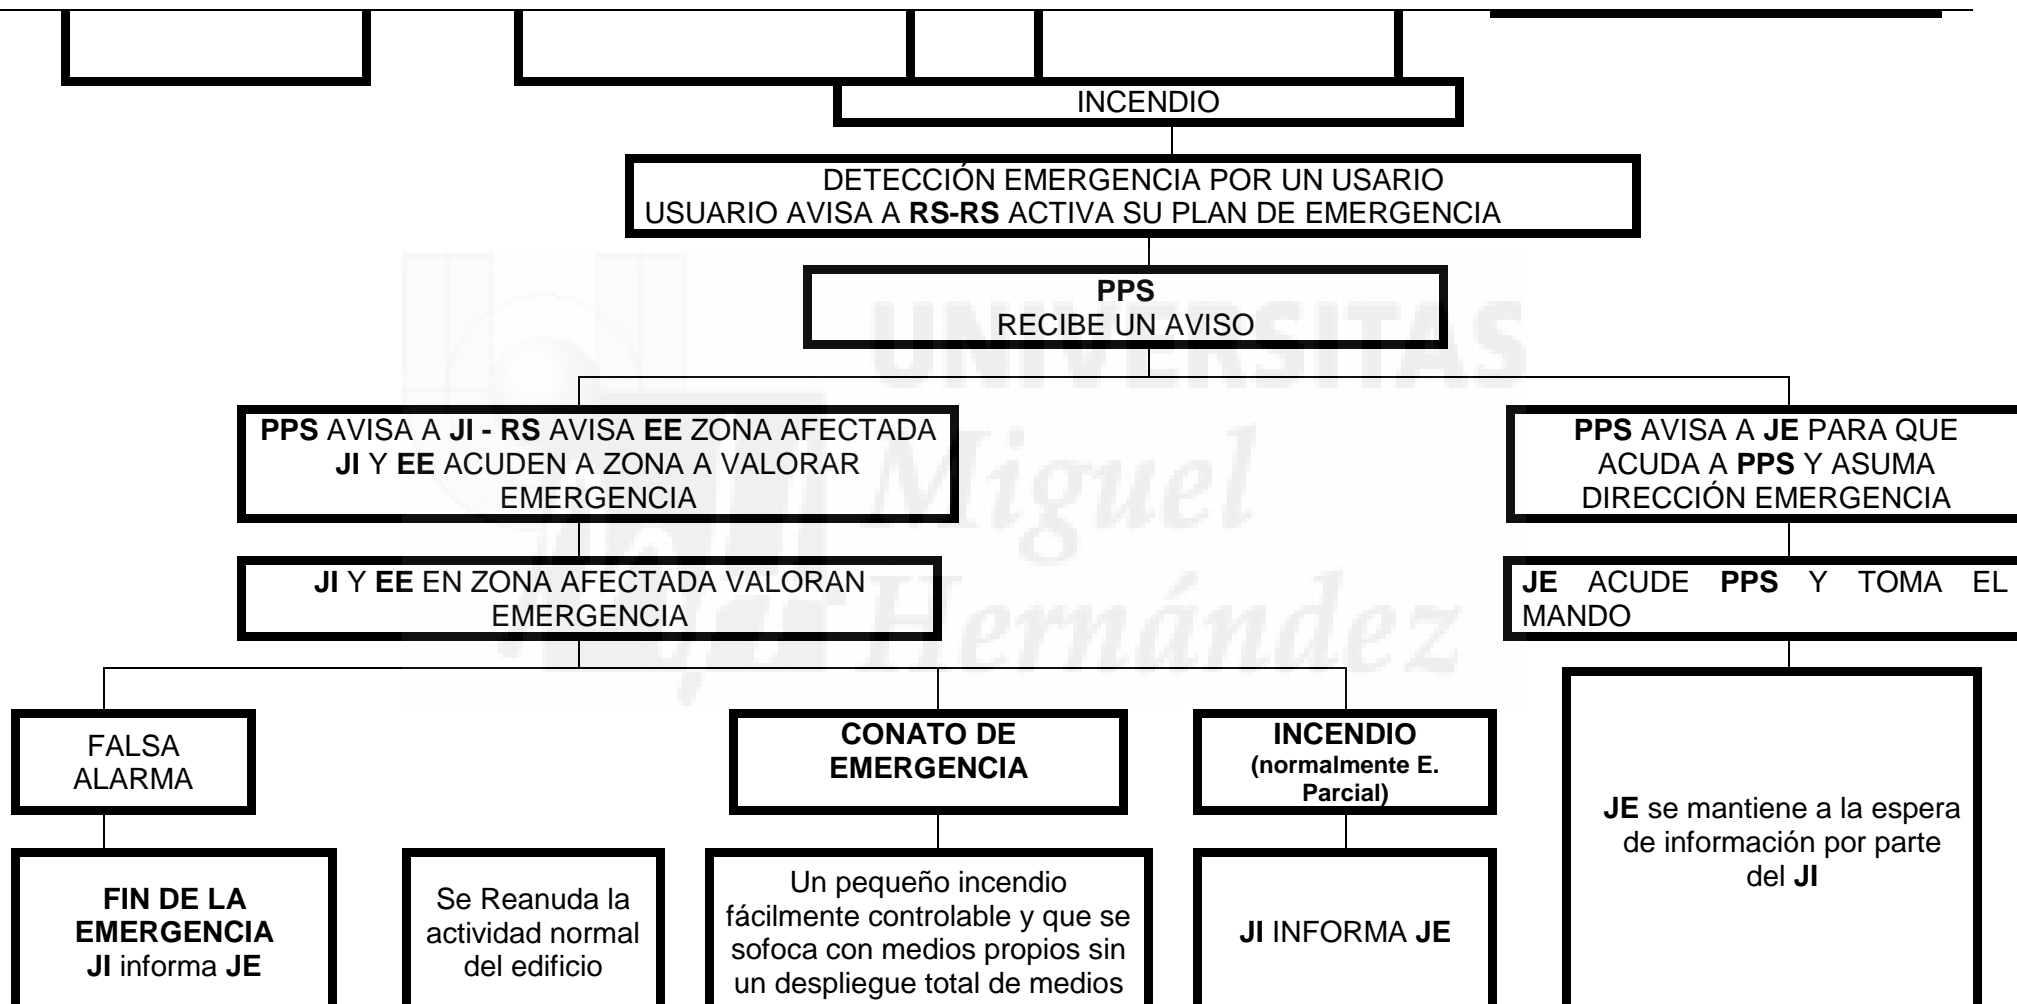 INCENDIO
DETECCIÓN EMERGENCIA POR UN USARIO
USUARIO AVISA A RS-RS ACTIVA SU PLAN DE EMERGENCIA
PPS
RECIBE UN AVISO
UNIVERSITAS
Miguel
Hernández
PPS AVISA A JI - RS AVISA EE ZONA AFECTADA
JI Y EE ACUDEN A ZONA A VALORAR
EMERGENCIA
PPS AVISA A JE PARA QUE
ACUDA A PPS Y ASUMA
DIRECCIÓN EMERGENCIA
JI Y EE EN ZONA AFECTADA VALORAN
EMERGENCIA
JE ACUDE PPS Y TOMA EL
MANDO
FALSA
ALARMA
CONATO DE
EMERGENCIA
INCENDIO
(normalmente E.
Parcial)
JE se mantiene a la espera
de información por parte
del JI
FIN DE LA
EMERGENCIA
JI informa JE
Se Reanuda la
actividad normal
del edificio
Un pequeño incendio
fácilmente controlable y que se
sofoca con medios propios sin
un despliegue total de medios
JI INFORMA JE